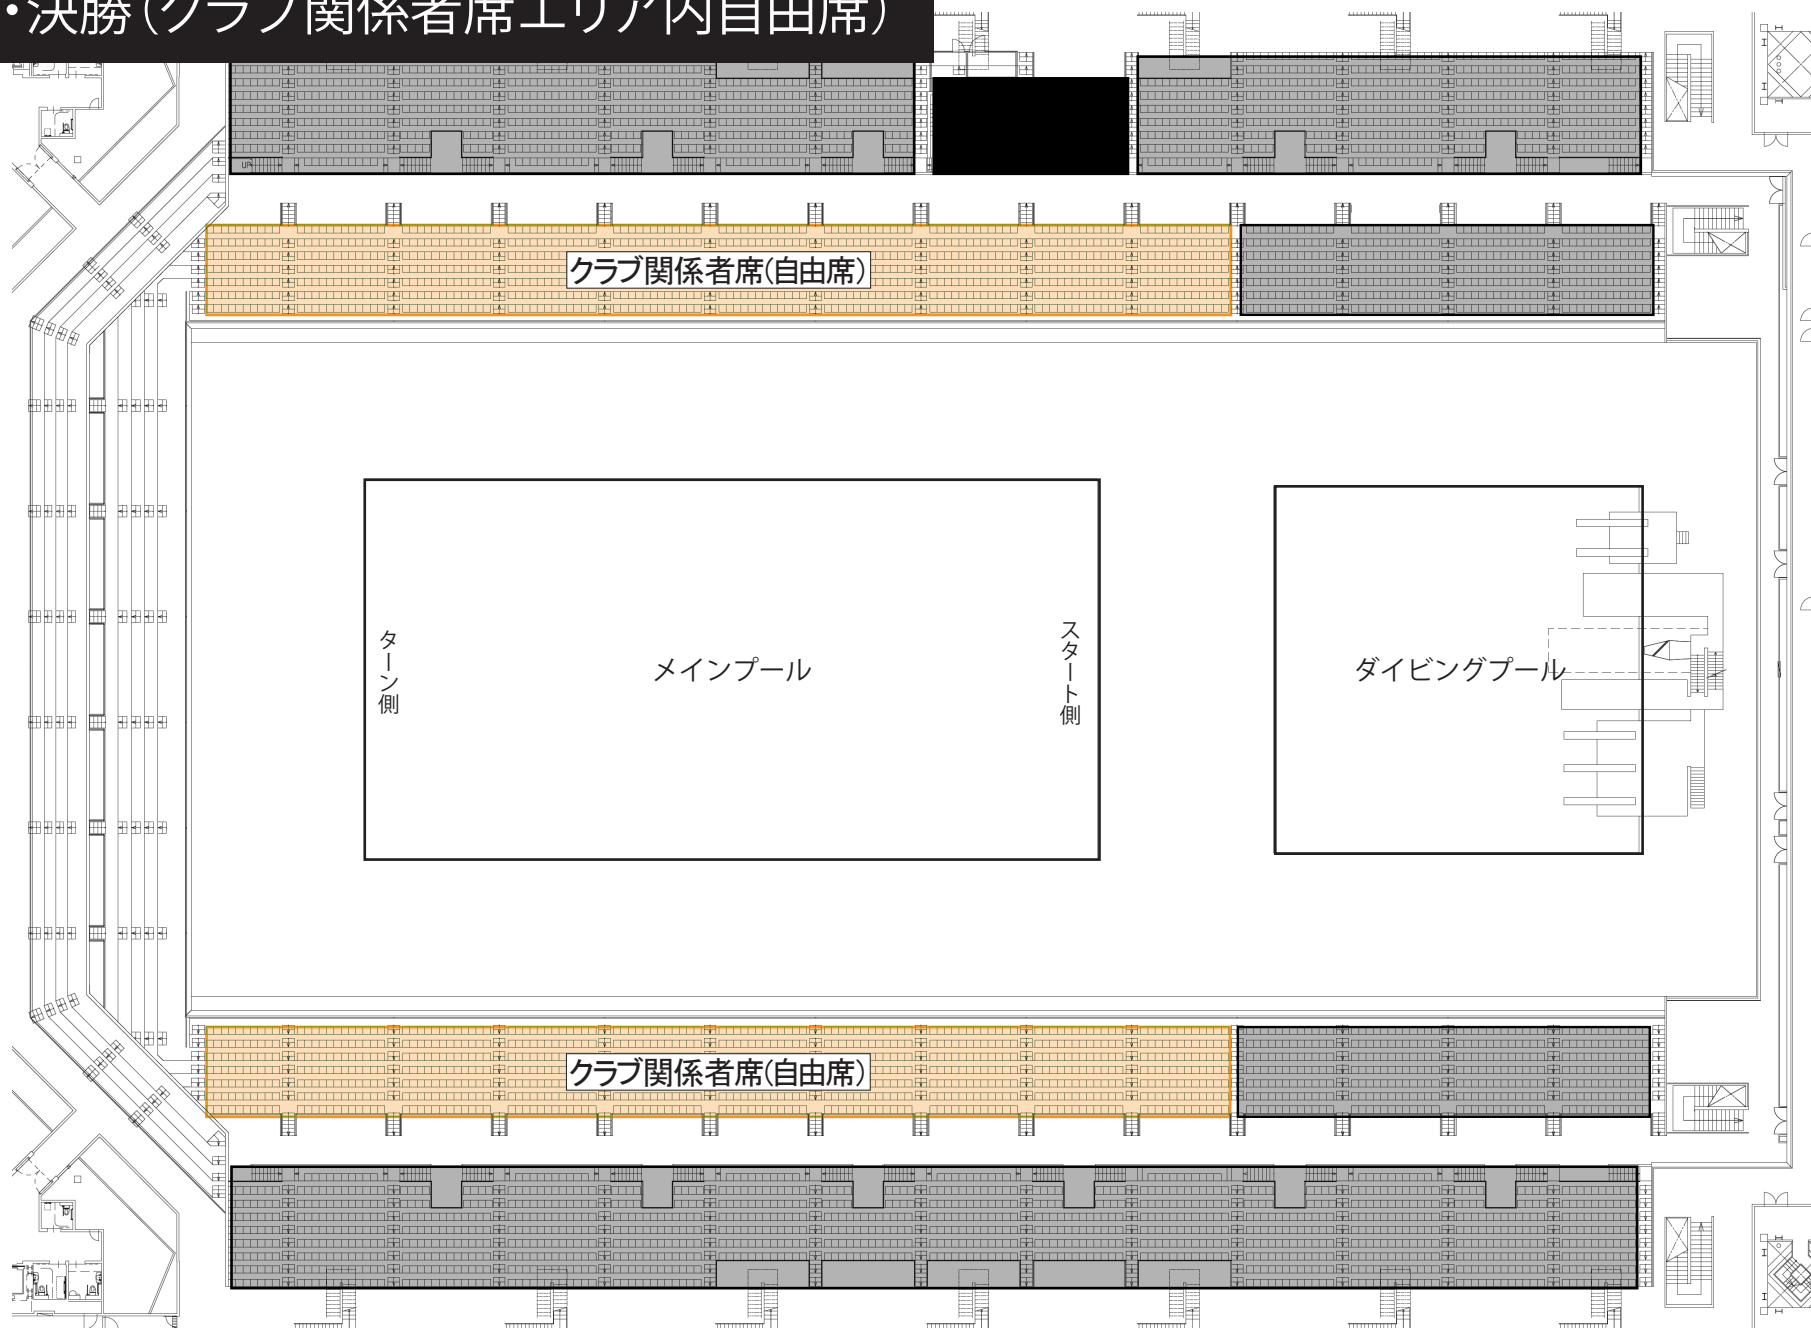 ・決勝（クラブ関係者席エリア内自由席）
UP
クラブ関係者席(自由席)
ターン側
メインプール
スタート側
ダイビングプール
クラブ関係者席(自由席)